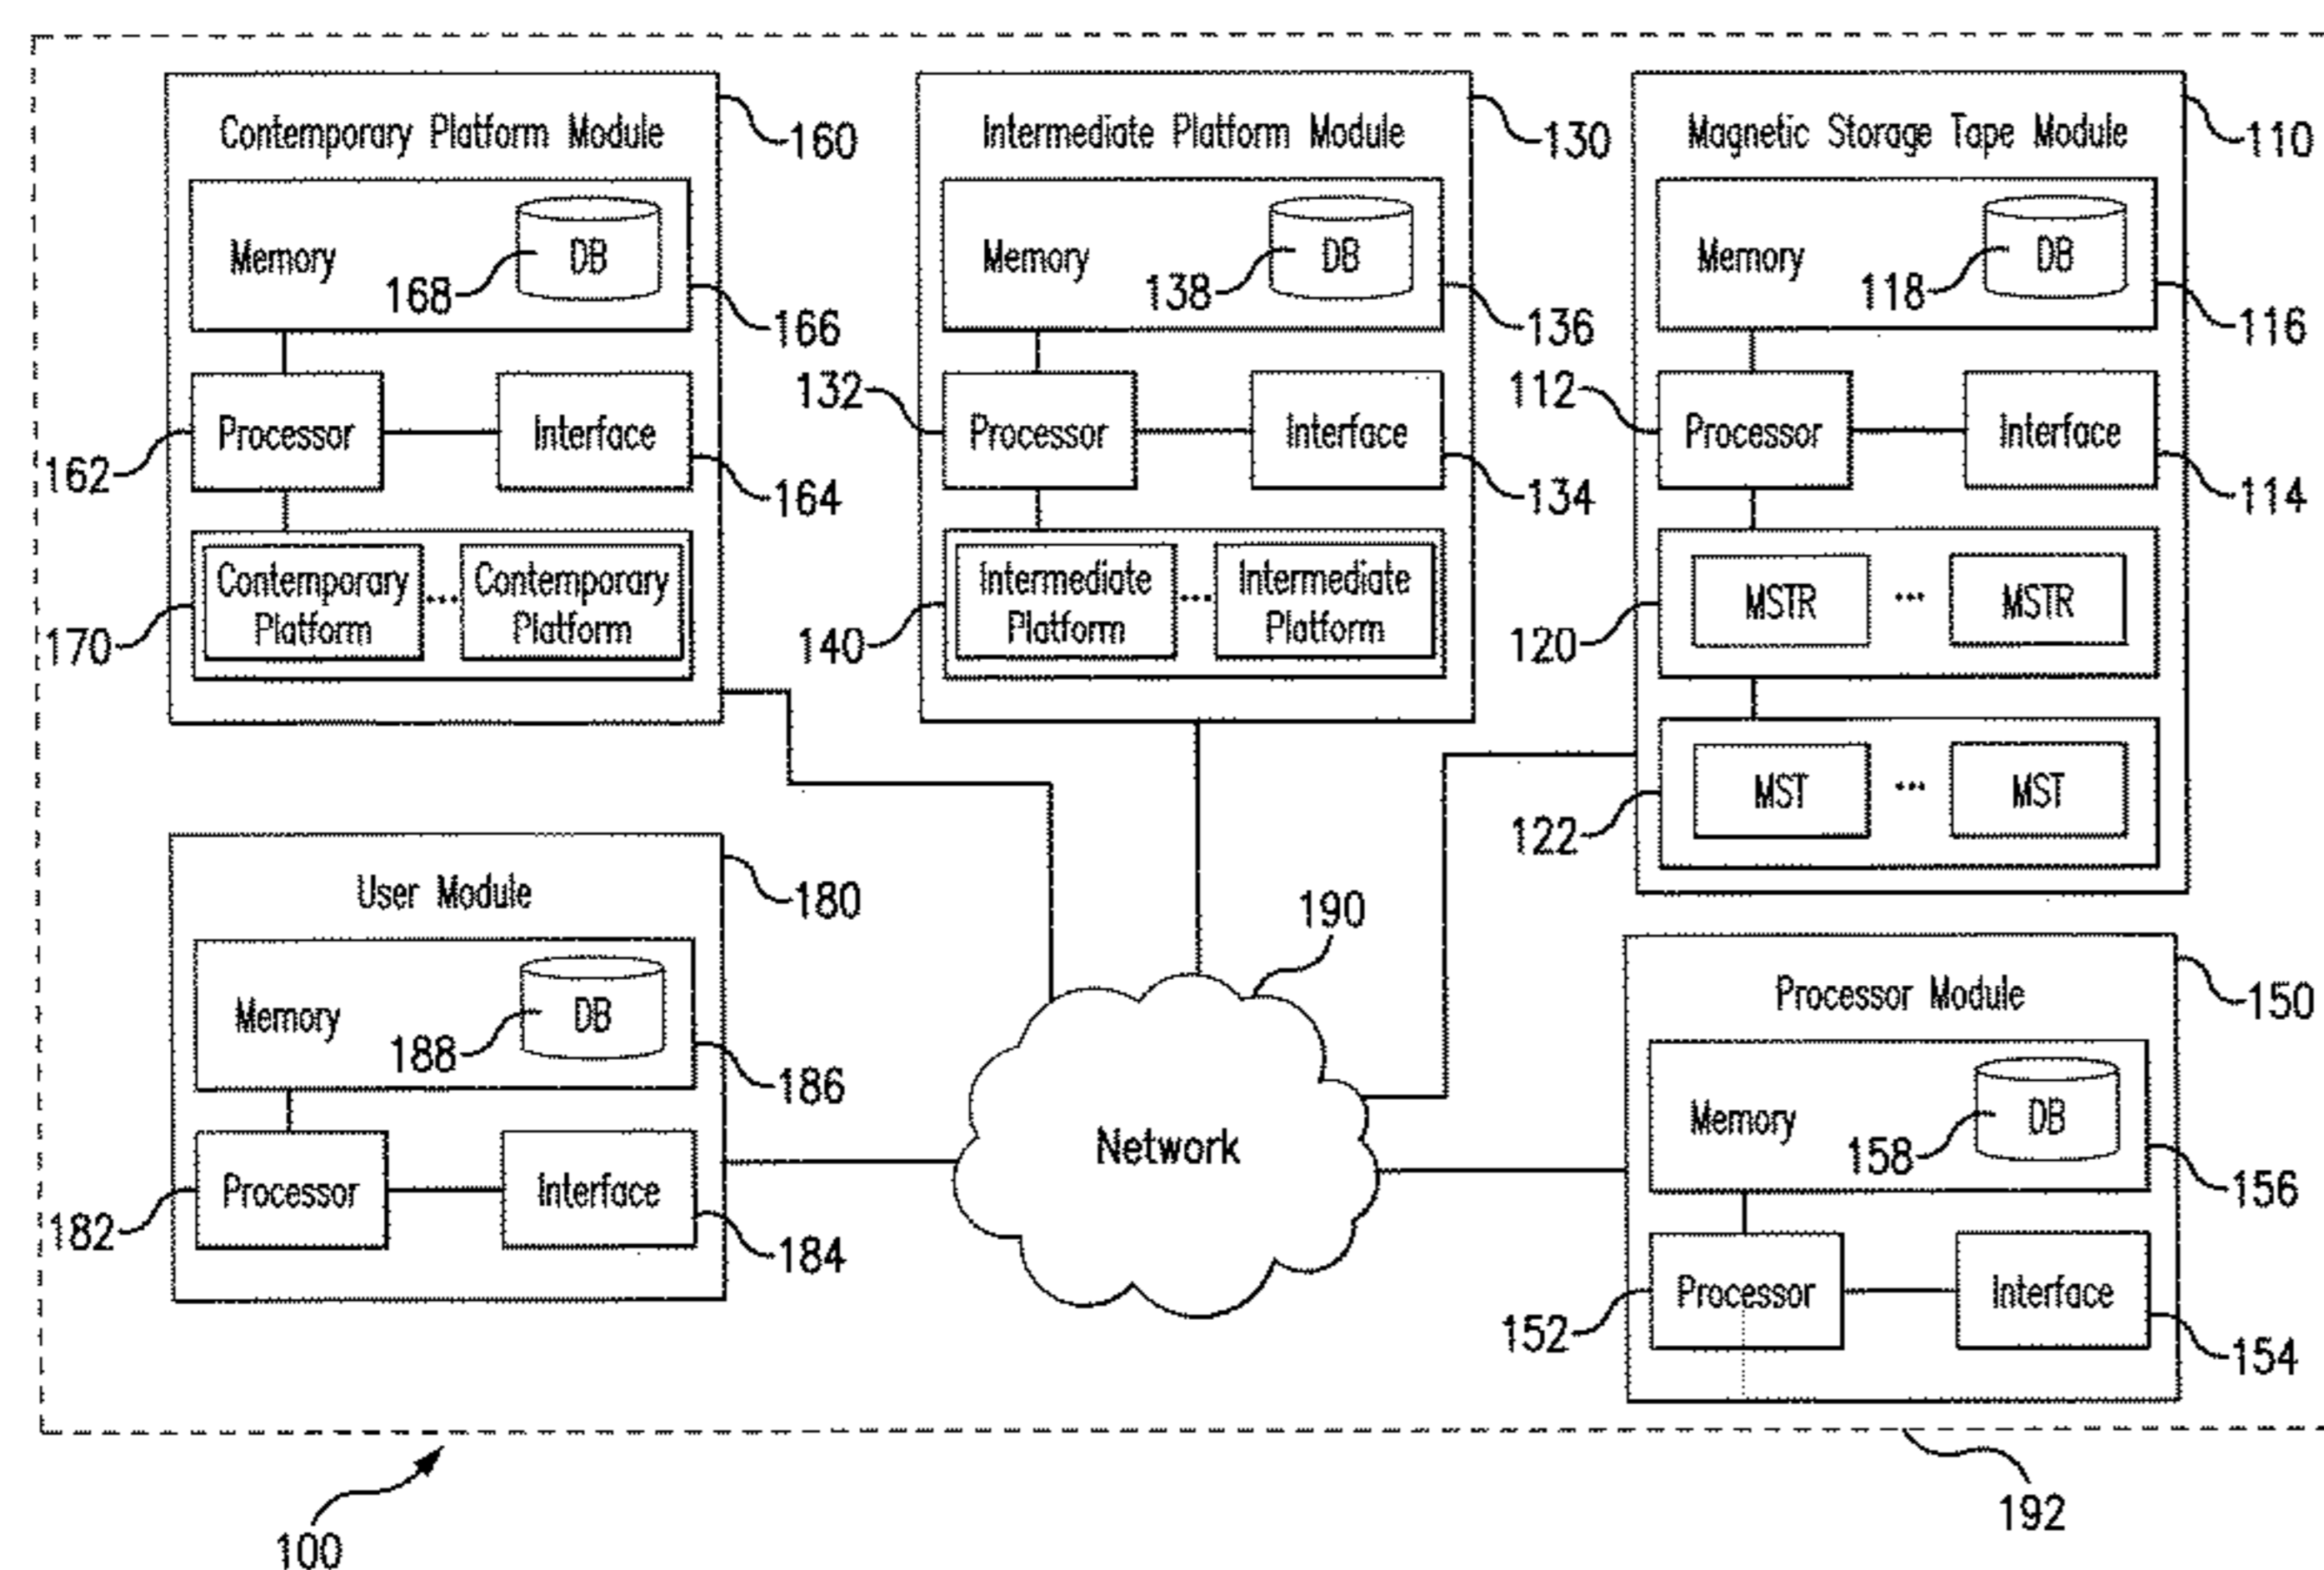 Contemporary Platform Module
160
Memory
DB
168
166
Processor
Interface
162
164
Contemporary
Platform
...
Contemporary
Platform
170
Intermediate Platform Module
130
Memory
DB
138
136
132
Processor
Interface
134
Intermediate
Platform
...
Intermediate
Platform
140
Magnetic Storage Tape Module
110
Memory
DB
118
116
112
Processor
Interface
114
MSTR
...
MSTR
120
MST
...
MST
122
User Module
180
Memory
DB
188
186
Processor
Interface
182
184
190
Network
Processor Module
150
Memory
DB
158
156
Processor
Interface
152
154
100
192